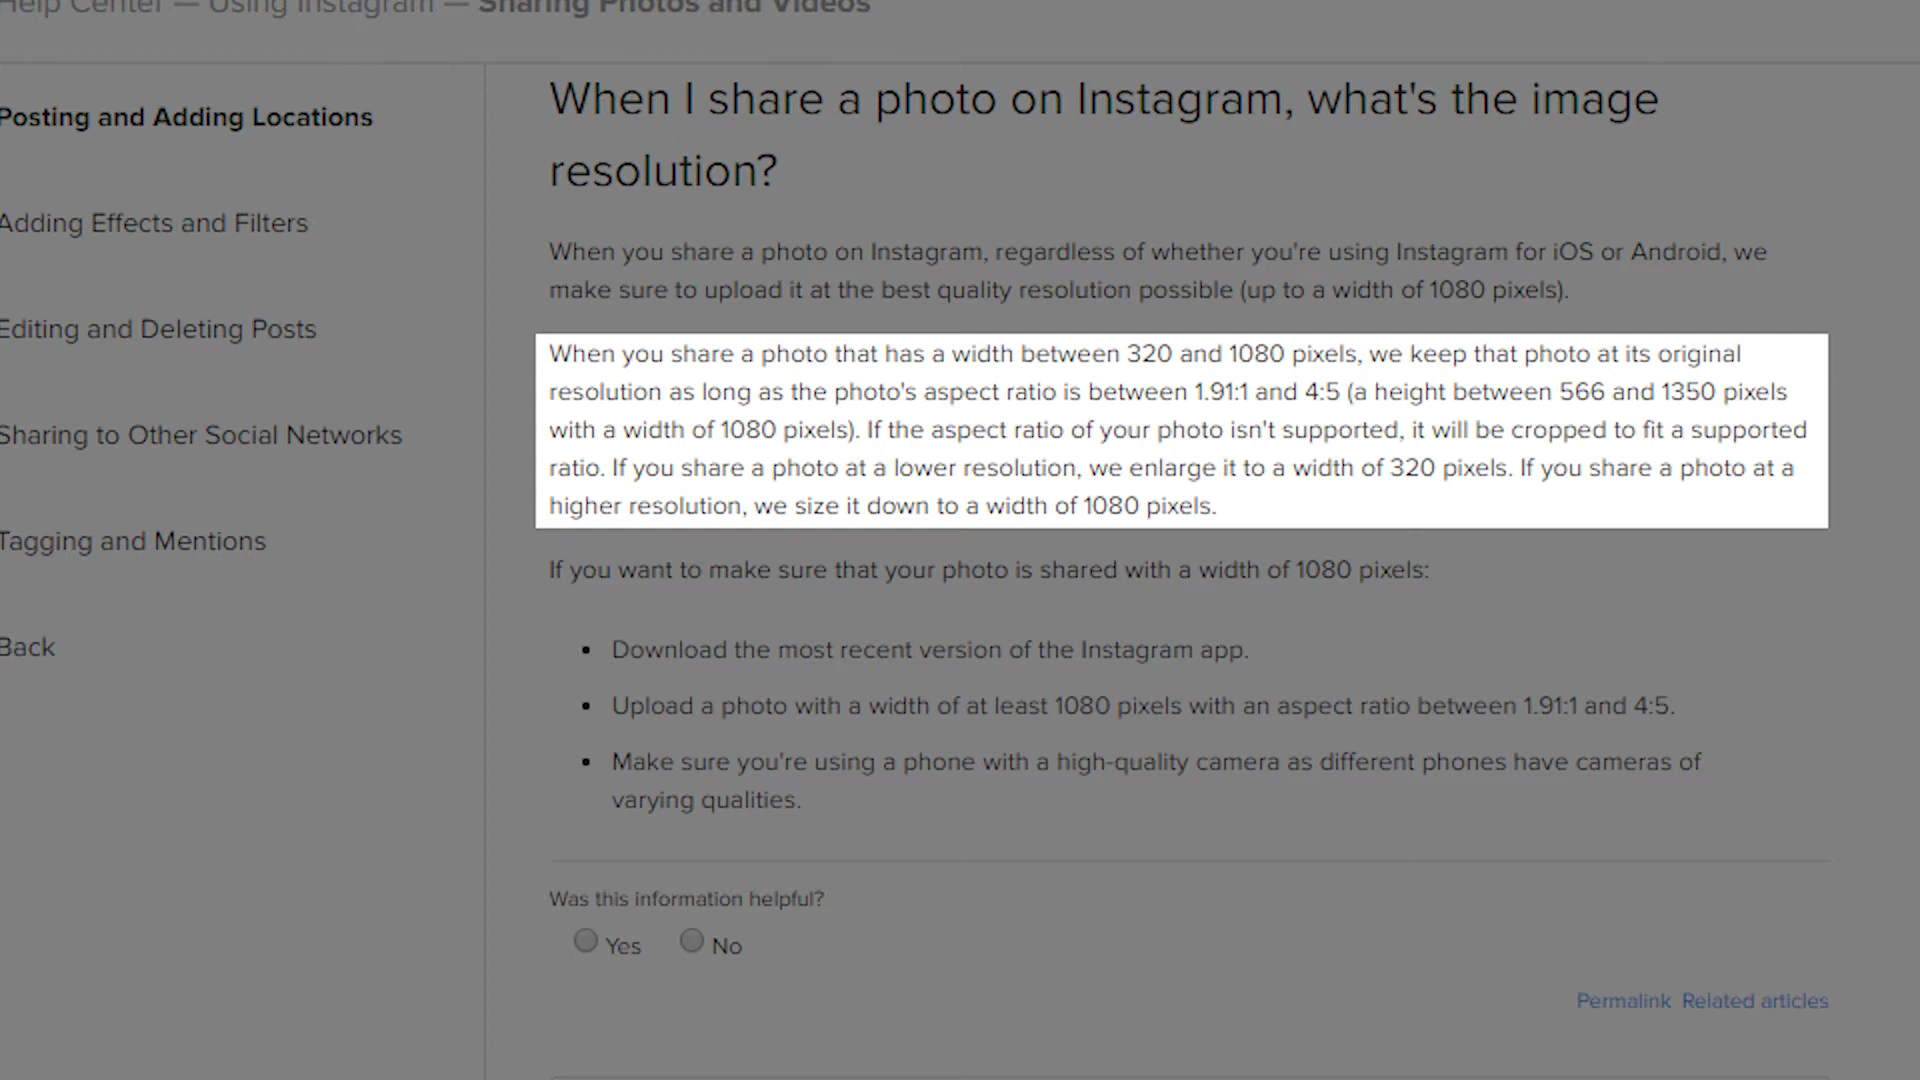 Help Center — Using Instagram — Sharing Photos and Videos
Posting and Adding Locations
Adding Effects and Filters
Editing and Deleting Posts
Sharing to Other Social Networks
Tagging and Mentions
Back
When I share a photo on Instagram, what's the image
resolution?
When you share a photo on Instagram, regardless of whether you're using Instagram for iOS or Android, we
make sure to upload it at the best quality resolution possible (up to a width of 1080 pixels).
When you share a photo that has a width between 320 and 1080 pixels, we keep that photo at its original
resolution as long as the photo's aspect ratio is between 1.91:1 and 4:5 (a height between 566 and 1350 pixels
with a width of 1080 pixels). If the aspect ratio of your photo isn't supported, it will be cropped to fit a supported
ratio. If you share a photo at a lower resolution, we enlarge it to a width of 320 pixels. If you share a photo at a
higher resolution, we size it down to a width of 1080 pixels.
If you want to make sure that your photo is shared with a width of 1080 pixels:
• Download the most recent version of the Instagram app.
• Upload a photo with a width of at least 1080 pixels with an aspect ratio between 1.91:1 and 4:5.
• Make sure you're using a phone with a high-quality camera as different phones have cameras of
varying qualities.
Was this information helpful?
Yes No
Permalink Related articles